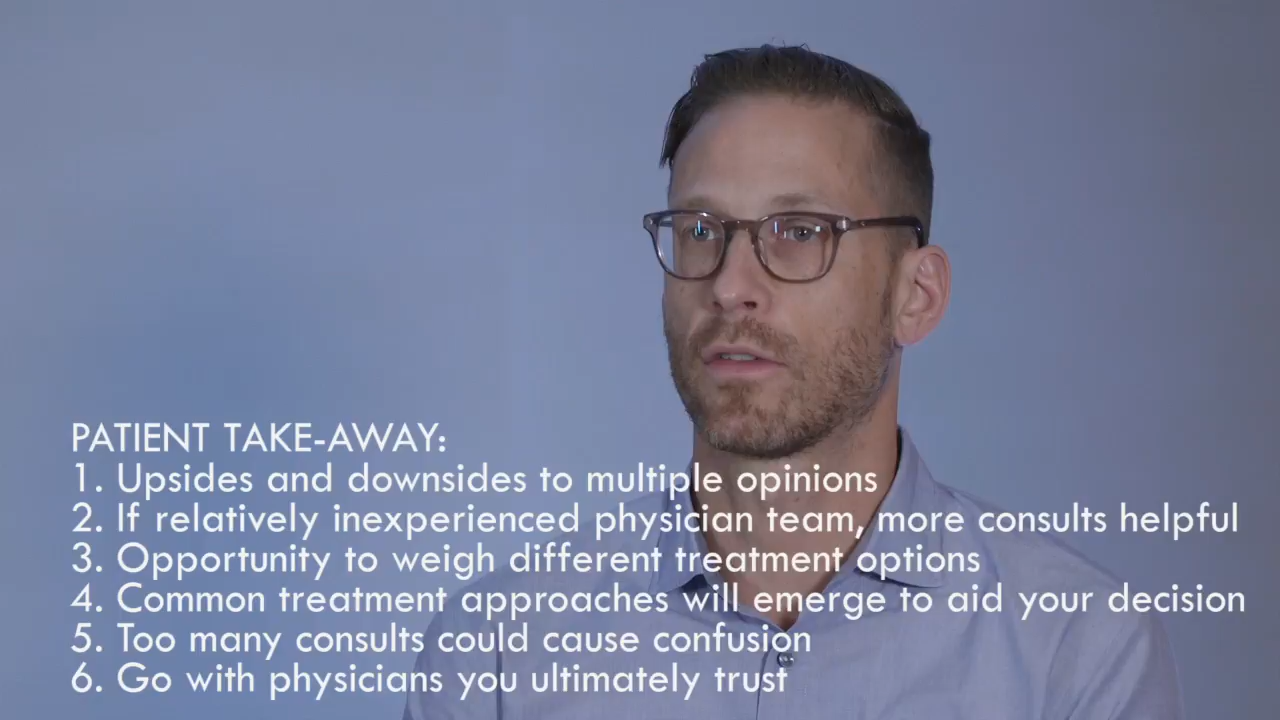 PATIENT TAKE-AWAY:
1. Upsides and downsides to multiple opinions
2. If relatively inexperienced physician team, more consults helpful
3. Opportunity to weigh different treatment options
4. Common treatment approaches will emerge to aid your decision
5. Too many consults could cause confusion
6. Go with physicians you ultimately trust